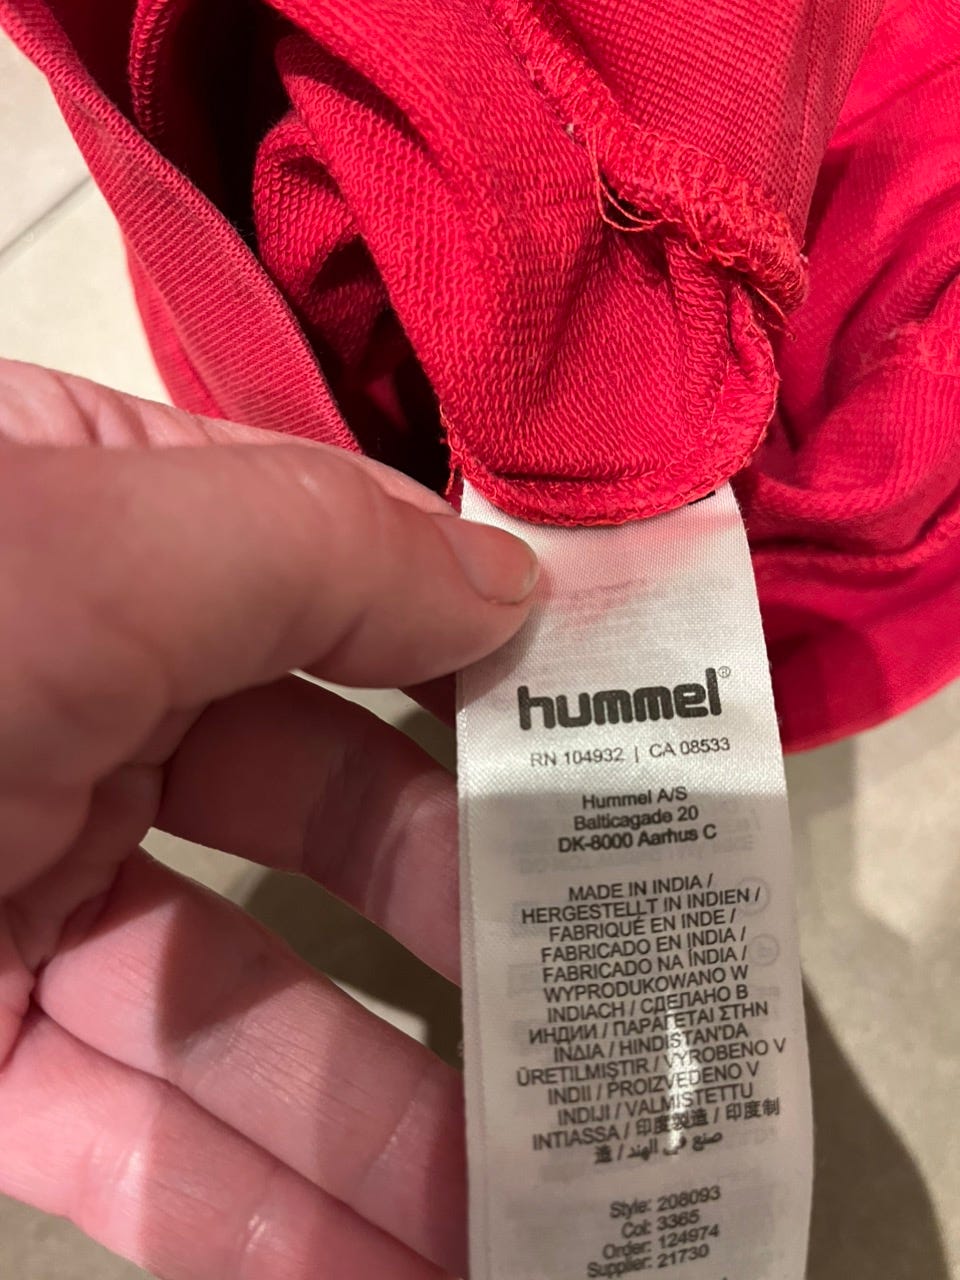 hummel®
RN 104932 | CA 08533
Hummel A/S
Balticagade 20
DK-8000 Aarhus C
MADE IN INDIA /
HERGESTELLT IN INDIEN /
FABRIQUÉ EN INDE /
FABRICADO EN INDIA /
FABRICADO NA ÍNDIA /
WYPRODUKOWANO W
INDIACH / СДЕЛАНО В
ИНДИИ / ΠΑΡΑΓΕΤΑΙ ΣΤΗΝ
ΙΝΔΙΑ / HINDISTAN'DA
ÜRETILMIŞTIR / VYROBENO V
INDII / PROIZVEDENO V
INDIJI / VALMISTETTU
INTIASSA / 印度製造 / 印度制
造 / صنع في الهند
Style: 208093
Col: 3365
Order: 124974
Supplier: 21730